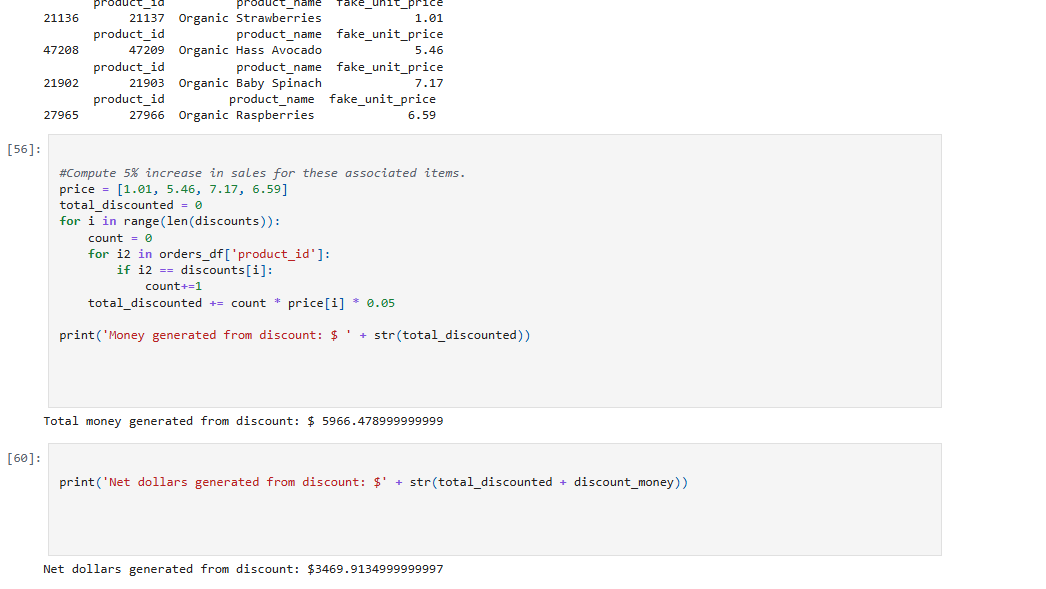 product_id product_name fake_unit_price
21136 21137 Organic Strawberries 1.01
product_id product_name fake_unit_price
47208 47209 Organic Hass Avocado 5.46
product_id product_name fake_unit_price
21902 21903 Organic Baby Spinach 7.17
product_id product_name fake_unit_price
27965 27966 Organic Raspberries 6.59
[56]:
#Compute 5% increase in sales for these associated items.
price = [1.01, 5.46, 7.17, 6.59]
total_discounted = 0
for i in range(len(discounts)):
count = 0
for i2 in orders_df['product_id']:
if i2 == discounts[i]:
count+=1
total_discounted += count * price[i] * 0.05
print('Money generated from discount: $ ' + str(total_discounted))
Total money generated from discount: $ 5966.478999999999
[60]:
print('Net dollars generated from discount: $' + str(total_discounted + discount_money))
Net dollars generated from discount: $3469.9134999999997